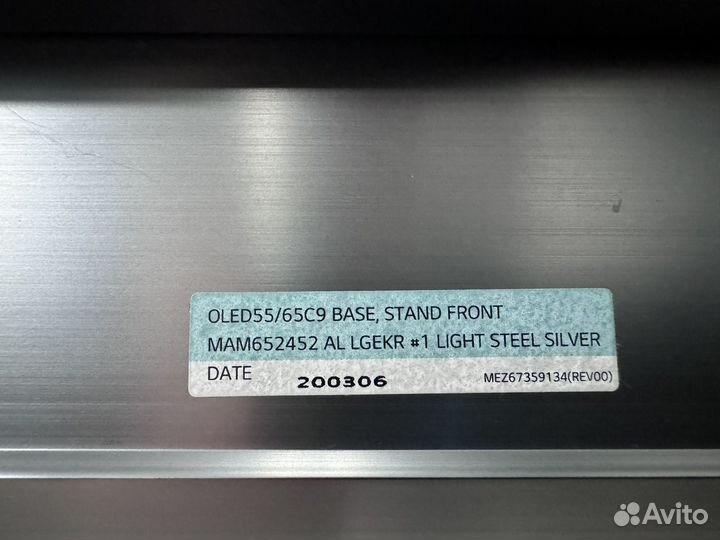 OLED55/65C9 BASE, STAND FRONT
MAM652452 AL LGEKR #1 LIGHT STEEL SILVER
DATE 200306 MEZ67359134(REV00)
Avito